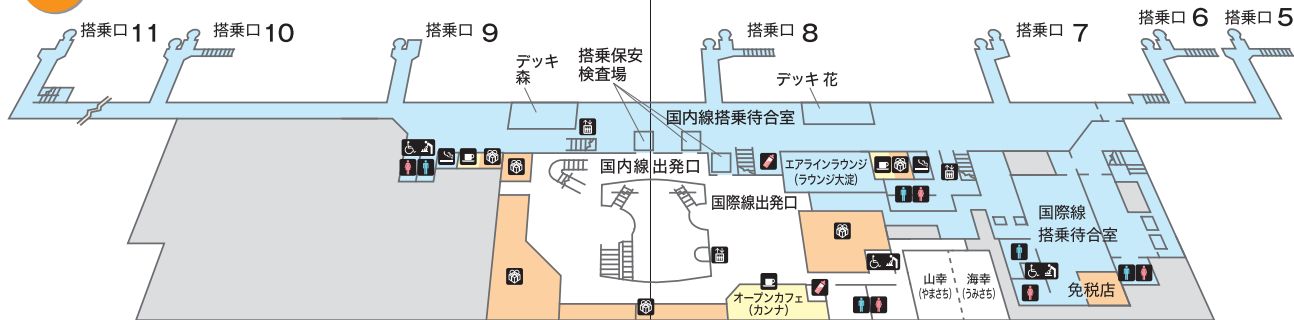 搭乗口 11
搭乗口 10
搭乗口 9
搭乗口 8
搭乗口 7
搭乗口 6
搭乗口 5
デッキ
森
搭乗保安
検査場
デッキ 花
国内線搭乗待合室
国内線出発口
エアラインラウンジ
(ラウンジ大淀)
国際線出発口
国際線
搭乗待合室
山幸
(やまさち)
海幸
(うみさち)
免税店
オープンカフェ
(カンナ)